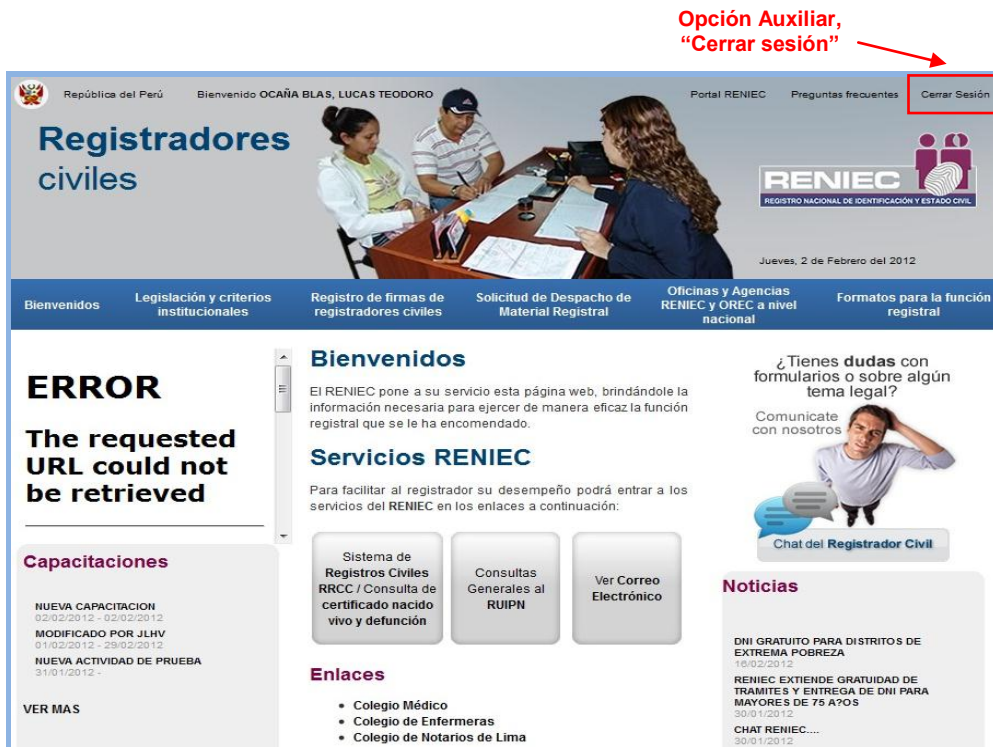 Opción Auxiliar,
“Cerrar sesión”
República del Perú Bienvenido OCAÑA BLAS, LUCAS TEODORO Portal RENIEC Preguntas frecuentes Cerrar Sesión
Registradores
civiles
RENIEC
REGISTRO NACIONAL DE IDENTIFICACIÓN Y ESTADO CIVIL
Jueves, 2 de Febrero del 2012
Bienvenidos
Legislación y criterios
institucionales
Registro de firmas de
registradores civiles
Solicitud de Despacho de
Material Registral
Oficinas y Agencias
RENIEC y OREC a nivel
nacional
Formatos para la función
registral
ERROR
The requested
URL could not
be retrieved
Capacitaciones
NUEVA CAPACITACION
02/02/2012 - 02/02/2012
MODIFICADO POR JLHV
01/02/2012 - 29/02/2012
NUEVA ACTIVIDAD DE PRUEBA
31/01/2012 -
VER MAS
Bienvenidos
El RENIEC pone a su servicio esta página web, brindándole la
información necesaria para ejercer de manera eficaz la función
registral que se le ha encomendado.
Servicios RENIEC
Para facilitar al registrador su desempeño podrá entrar a los
servicios del RENIEC en los enlaces a continuación:
Sistema de
Registros Civiles
RRCC / Consulta de
certificado nacido
vivo y defunción
Consultas
Generales al
RUIPN
Ver Correo
Electrónico
Enlaces
• Colegio Médico
• Colegio de Enfermeras
• Colegio de Notarios de Lima
¿Tienes dudas con
formularios o sobre algún
tema legal?
Comunicate
con nosotros
Chat del Registrador Civil
Noticias
DNI GRATUITO PARA DISTRITOS DE
EXTREMA POBREZA
16/02/2012
RENIEC EXTIENDE GRATUIDAD DE
TRAMITES Y ENTREGA DE DNI PARA
MAYORES DE 75 A?OS
30/01/2012
CHAT RENIEC....
30/01/2012